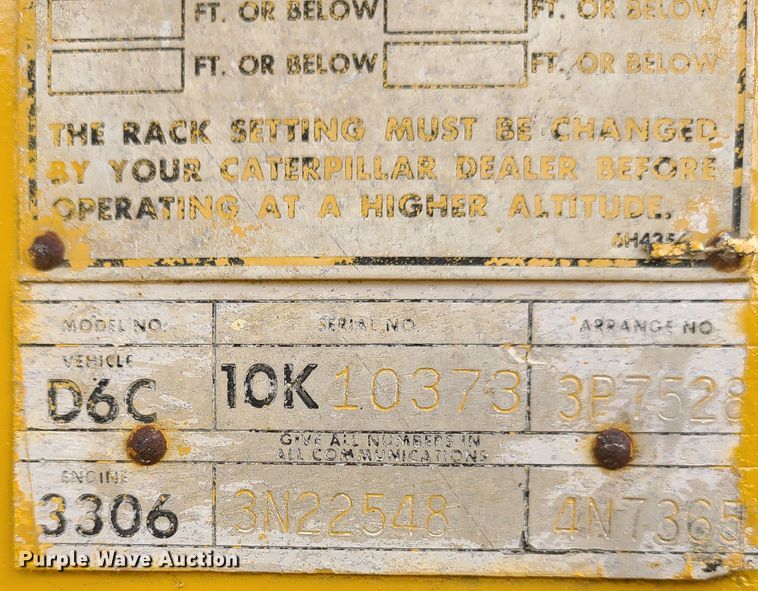 FT. OR BELOW FT. OR BELOW
FT. OR BELOW FT. OR BELOW
THE RACK SETTING MUST BE CHANGED
BY YOUR CATERPILLAR DEALER BEFORE
OPERATING AT A HIGHER ALTITUDE.
MODEL NO. SERIAL NO. ARRANGE NO
VEHICLE
D6C 10K 10373 3P7528
GIVE ALL NUMBERS IN
ALL COMMUNICATIONS
ENGINE
3306 3N22548 4N7365
Purple Wave Auction